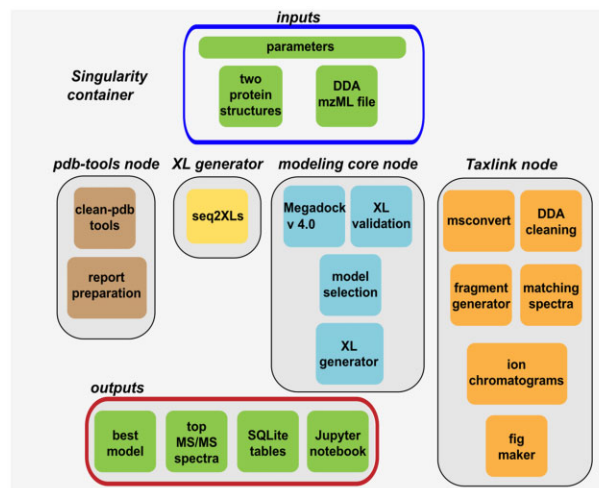 inputs
parameters
two
protein
structures
DDA
mzML file
Singularity
container
pdb-tools node
clean-pdb
tools
report
preparation
XL generator
seq2XLs
modeling core node
Megadock
v 4.0
XL
validation
model
selection
XL
generator
Taxlink node
msconvert
DDA
cleaning
fragment
generator
matching
spectra
ion
chromatograms
fig
maker
outputs
best
model
top
MS/MS
spectra
SQLite
tables
Jupyter
notebook